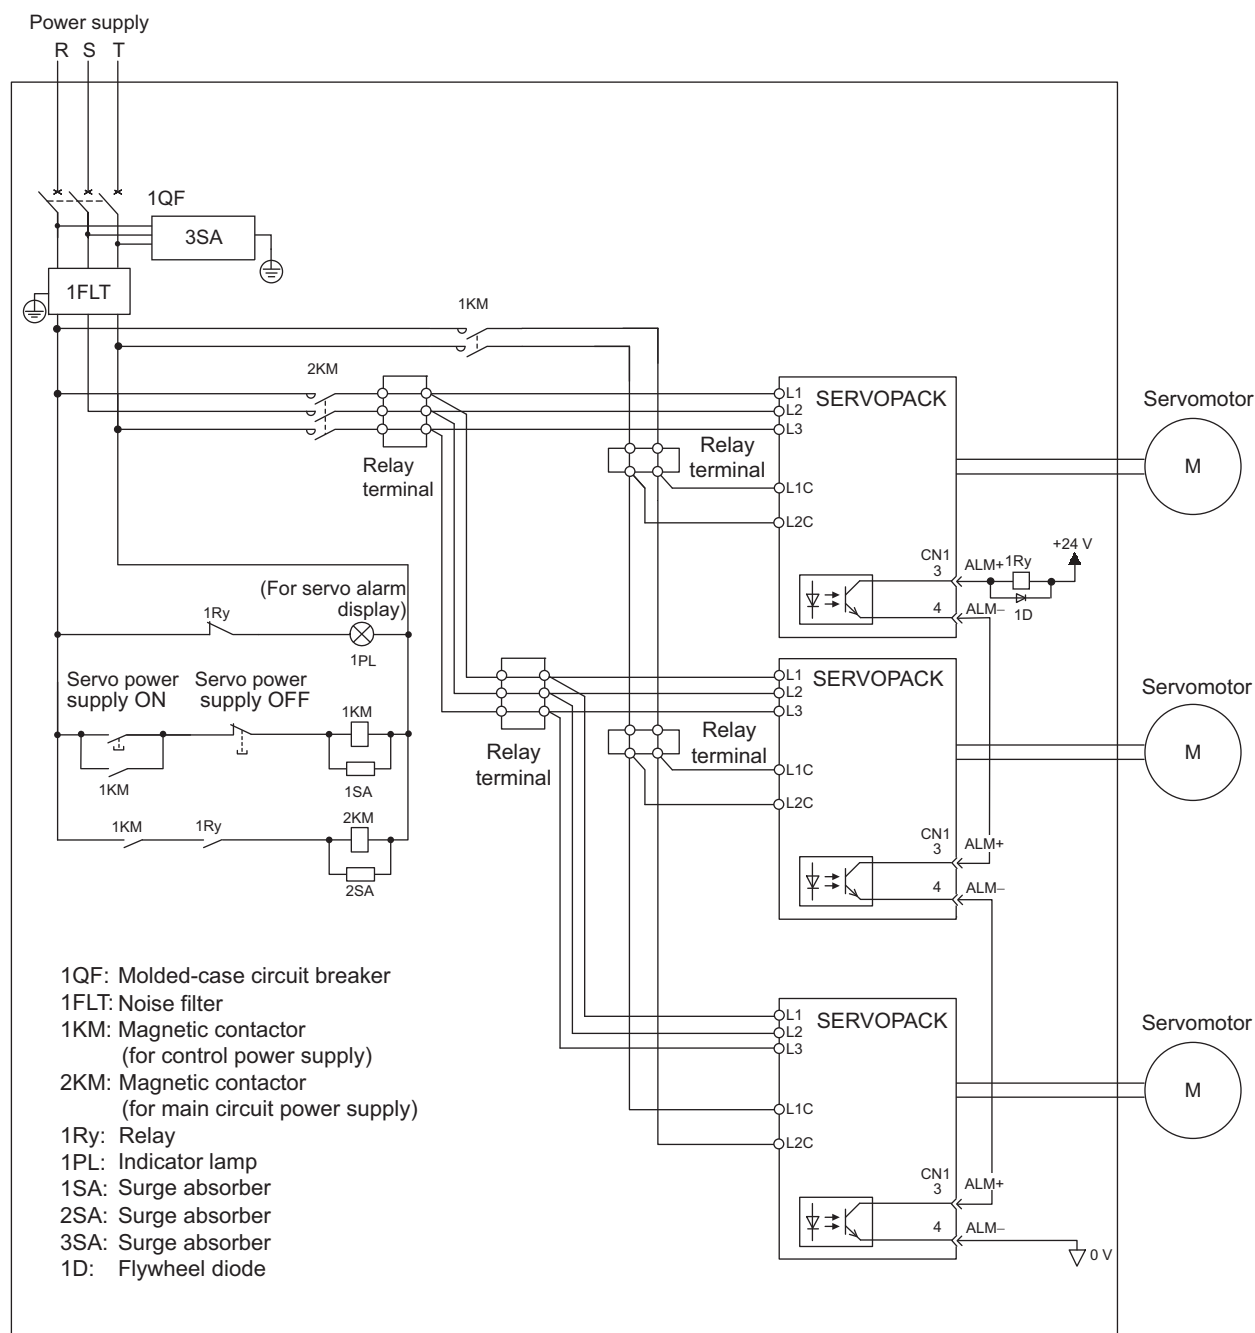 Power supply
R S T
1QF
3SA
1FLT
1KM
2KM
L1
L2
L3
SERVOPACK
Servomotor
M
Relay
terminal
Relay
terminal
L1C
L2C
+24 V
CN1
3
ALM+
1Ry
4
ALM–
1D
(For servo alarm
display)
1Ry
1PL
Servo power
supply ON
Servo power
supply OFF
1KM
1KM
1SA
1KM
1Ry
2KM
2SA
L1
L2
L3
SERVOPACK
Servomotor
M
Relay
terminal
Relay
terminal
L1C
L2C
CN1
3
ALM+
4
ALM–
L1
L2
L3
SERVOPACK
Servomotor
M
L1C
L2C
CN1
3
ALM+
4
ALM–
0 V
1QF: Molded-case circuit breaker
1FLT: Noise filter
1KM: Magnetic contactor
(for control power supply)
2KM: Magnetic contactor
(for main circuit power supply)
1Ry: Relay
1PL: Indicator lamp
1SA: Surge absorber
2SA: Surge absorber
3SA: Surge absorber
1D: Flywheel diode